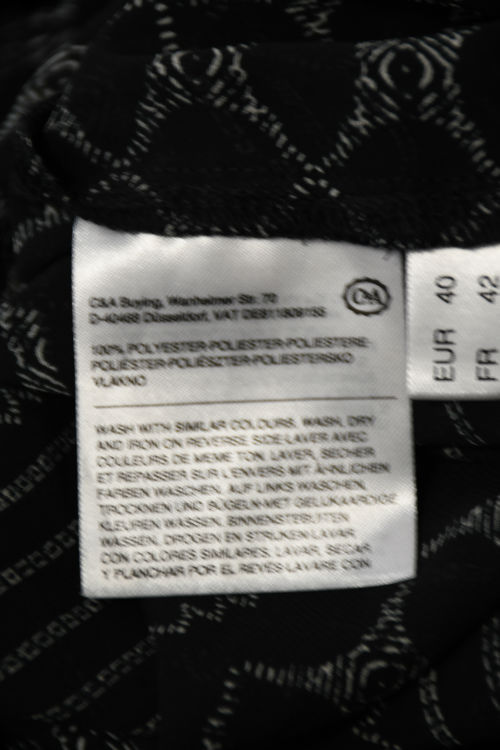 C&A Buying, Wanheimer Str. 70
D-40468 Düsseldorf, VAT DE811809155
C&A
100% POLYESTER-POLIESTER-POLIESTERE-
POLIÉSTER-POLIÉSZTER-POLIESTERSKO
VLÁKNO
WASH WITH SIMILAR COLOURS, WASH, DRY
AND IRON ON REVERSE SIDE-LAVER AVEC
COULEURS DE MEME TON, LAVER, SECHER
ET REPASSER SUR L'ENVERS-MIT ÄHNLICHEN
FARBEN WASCHEN, AUF LINKS WASCHEN,
TROCKNEN UND BÜGELN-MET GELIJKAARDIGE
KLEUREN WASSEN, BINNENSTEBUITEN
WASSEN, DROGEN EN STRIJKEN-LAVAR
CON COLORES SIMILARES, LAVAR, SECAR
Y PLANCHAR POR EL REVÉS-LAVARE CON
EUR 40
FR 42